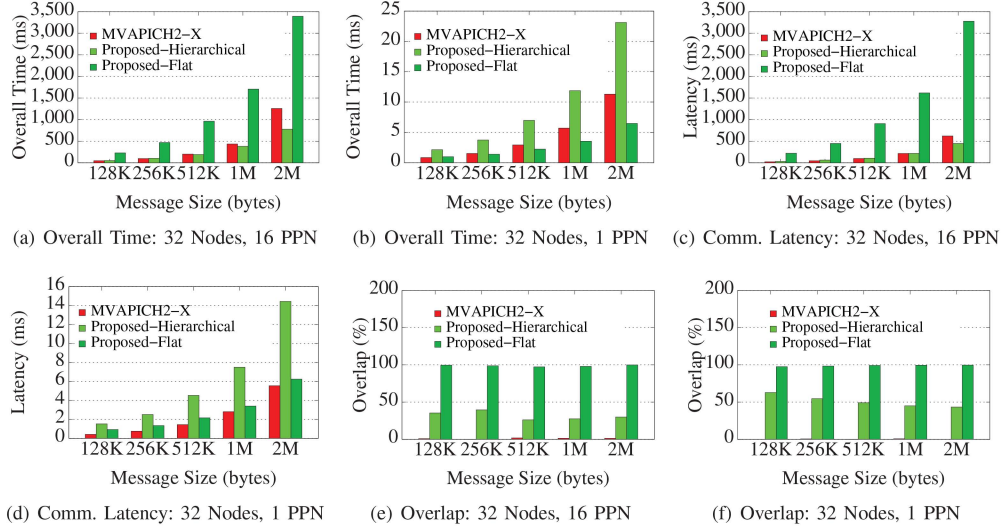 3,500
3,000
2,500
2,000
1,500
1,000
500
0
Overall Time (ms)
MVAPICH2−X
Proposed−Hierarchical
Proposed−Flat
128K 256K 512K 1M 2M
Message Size (bytes)
(a) Overall Time: 32 Nodes, 16 PPN
25
20
15
10
5
0
Overall Time (ms)
MVAPICH2−X
Proposed−Hierarchical
Proposed−Flat
128K 256K 512K 1M 2M
Message Size (bytes)
(b) Overall Time: 32 Nodes, 1 PPN
3,500
3,000
2,500
2,000
1,500
1,000
500
0
Latency (ms)
MVAPICH2−X
Proposed−Hierarchical
Proposed−Flat
128K 256K 512K 1M 2M
Message Size (bytes)
(c) Comm. Latency: 32 Nodes, 16 PPN
16
14
12
10
8
6
4
2
0
Latency (ms)
MVAPICH2−X
Proposed−Hierarchical
Proposed−Flat
128K 256K 512K 1M 2M
Message Size (bytes)
(d) Comm. Latency: 32 Nodes, 1 PPN
200
150
100
50
0
Overlap (%)
MVAPICH2−X
Proposed−Hierarchical
Proposed−Flat
128K 256K 512K 1M 2M
Message Size (bytes)
(e) Overlap: 32 Nodes, 16 PPN
200
150
100
50
0
Overlap (%)
MVAPICH2−X
Proposed−Hierarchical
Proposed−Flat
128K 256K 512K 1M 2M
Message Size (bytes)
(f) Overlap: 32 Nodes, 1 PPN